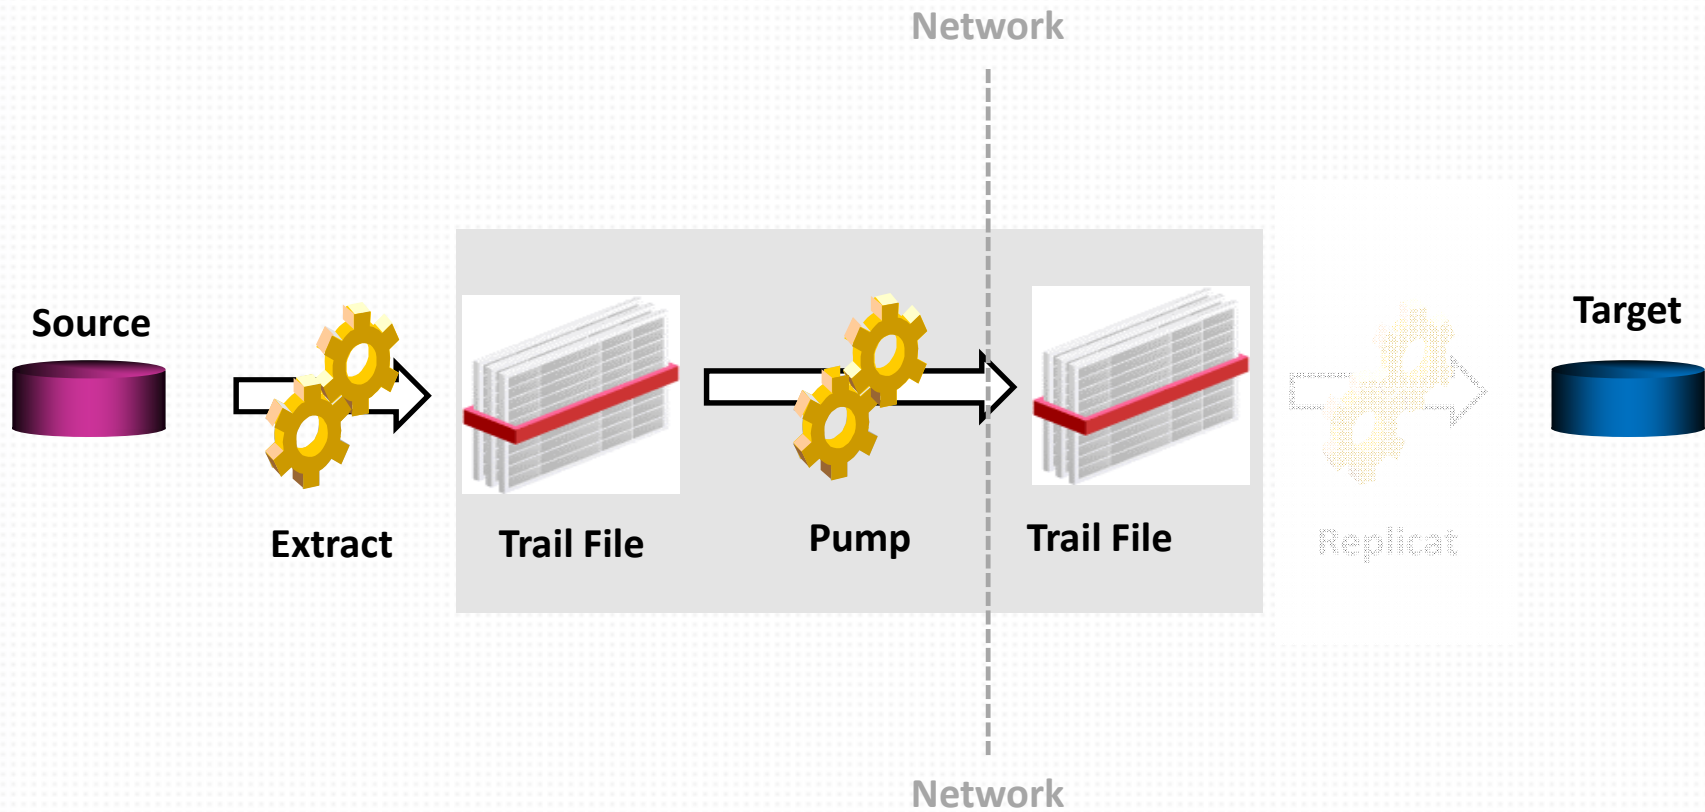 Network
Source
Target
Extract
Trail File
Pump
Trail File
Replicat
Network